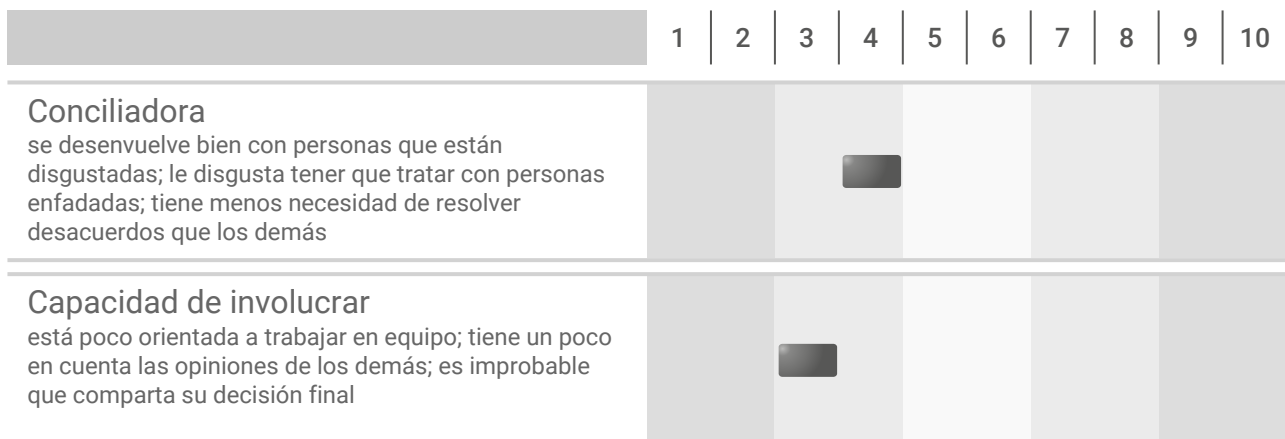 1 2 3 4 5 6 7 8 9 10
Conciliadora
se desenvuelve bien con personas que están
disgustadas; le disgusta tener que tratar con personas
enfadadas; tiene menos necesidad de resolver
desacuerdos que los demás
Capacidad de involucrar
está poco orientada a trabajar en equipo; tiene un poco
en cuenta las opiniones de los demás; es improbable
que comparta su decisión final